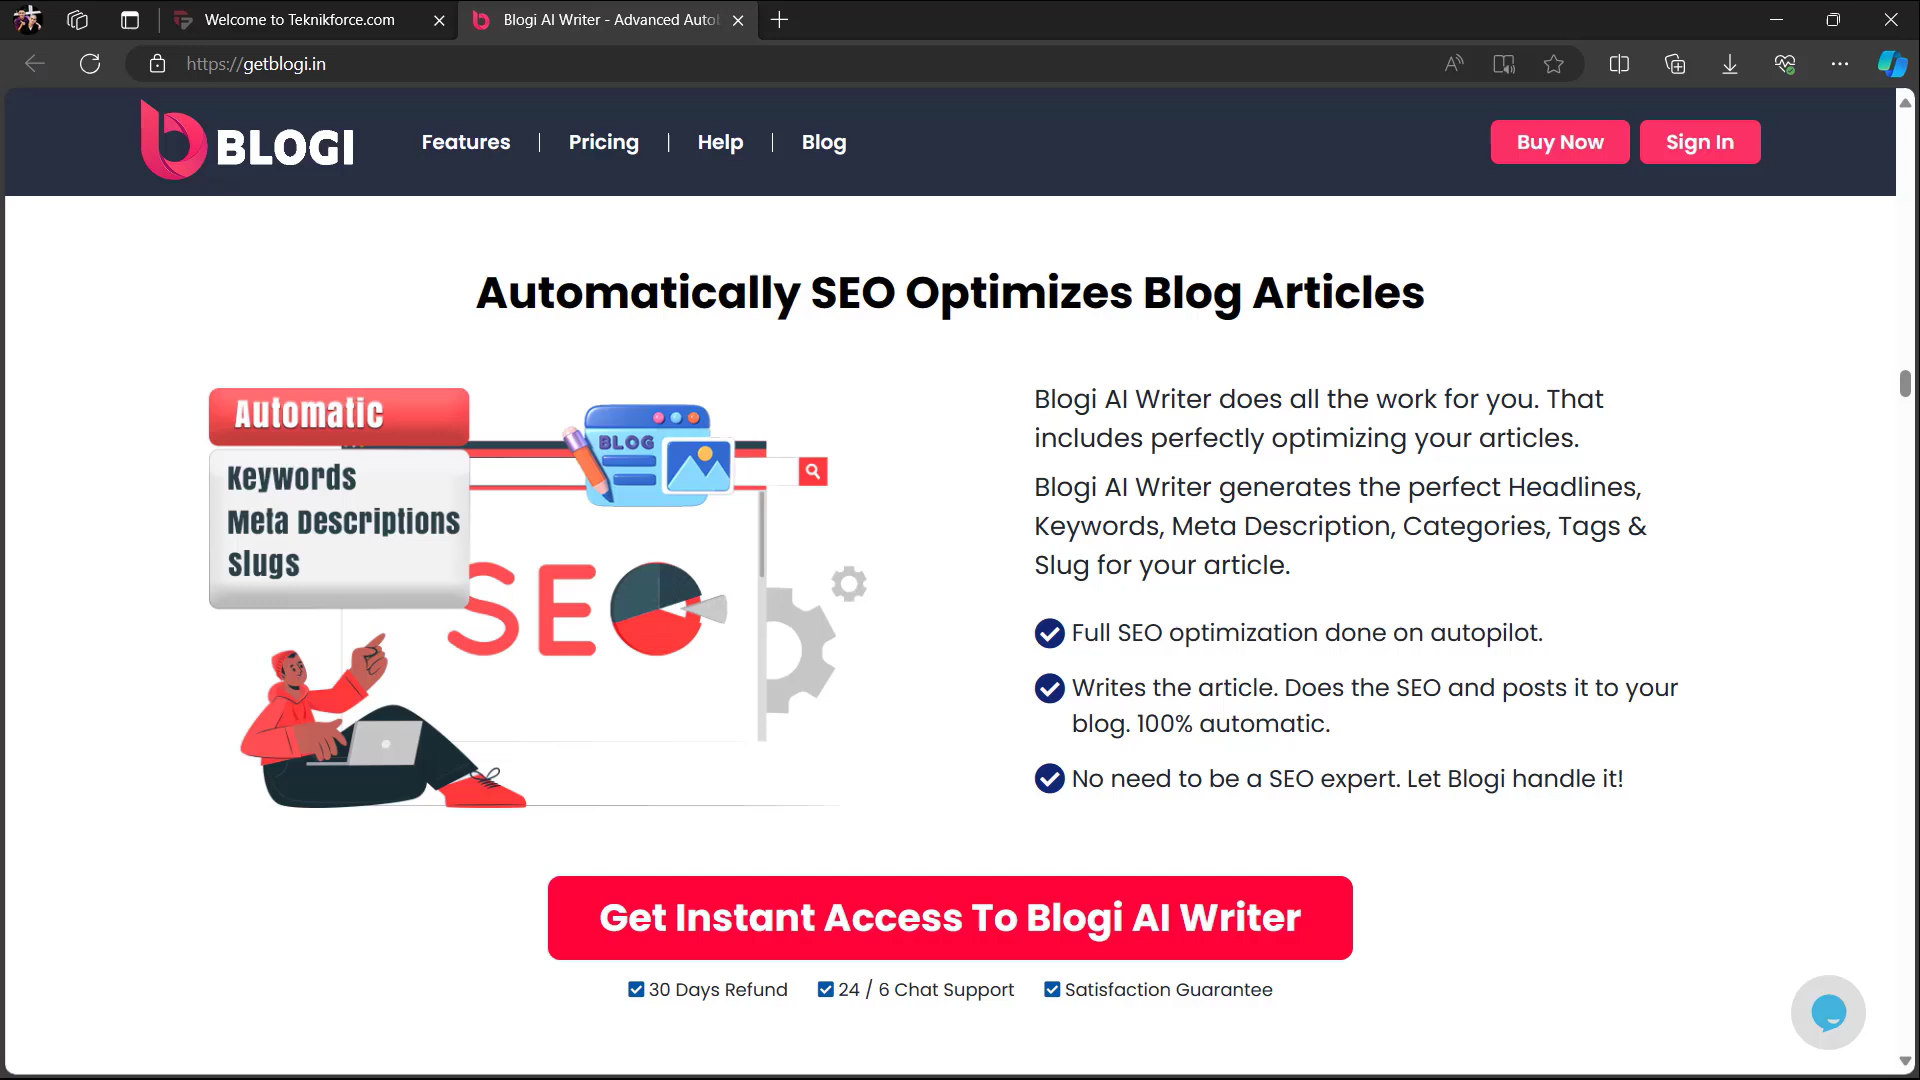 Welcome to Teknikforce.com
Blogi AI Writer - Advanced Autob
https://getblogi.in
BLOGI
Features | Pricing | Help | Blog
Buy Now
Sign In
Automatically SEO Optimizes Blog Articles
Automatic
Keywords
Meta Descriptions
Slugs
BLOG
SEO
Blogi AI Writer does all the work for you. That
includes perfectly optimizing your articles.
Blogi AI Writer generates the perfect Headlines,
Keywords, Meta Description, Categories, Tags &
Slug for your article.
Full SEO optimization done on autopilot.
Writes the article. Does the SEO and posts it to your
blog. 100% automatic.
No need to be a SEO expert. Let Blogi handle it!
Get Instant Access To Blogi AI Writer
30 Days Refund
24 / 6 Chat Support
Satisfaction Guarantee